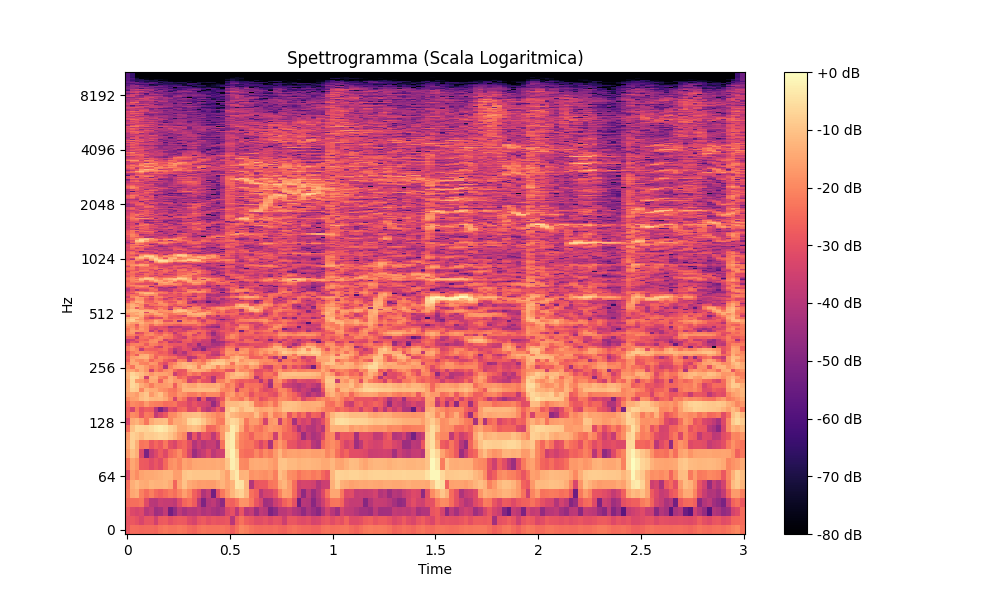 Spettrogramma (Scala Logaritmica)
8192
4096
2048
1024
512
256
128
64
0
Hz
0
0.5
1
1.5
2
2.5
3
Time
+0 dB
-10 dB
-20 dB
-30 dB
-40 dB
-50 dB
-60 dB
-70 dB
-80 dB